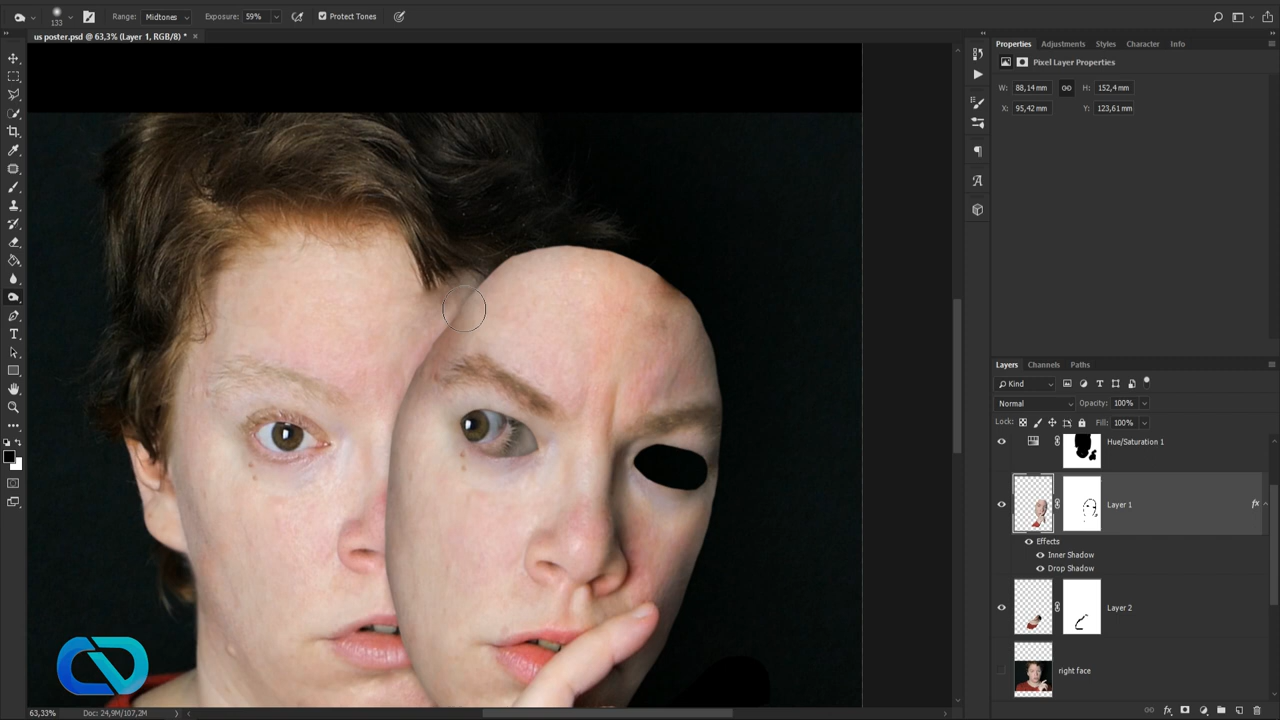 133
Range: Midtones
Exposure: 59%
Protect Tones
us poster.psd @ 63,3% (Layer 1, RGB/8) *
Properties Adjustments Styles Character Info
Pixel Layer Properties
W: 88,14 mm H: 152,4 mm
X: 95,42 mm Y: 123,61 mm
Layers Channels Paths
Kind
Normal Opacity: 100%
Lock: Fill: 100%
Hue/Saturation 1
Layer 1 fx
Effects
Inner Shadow
Drop Shadow
Layer 2
right face
63,33% Doc: 24,9M/107,2M
fx